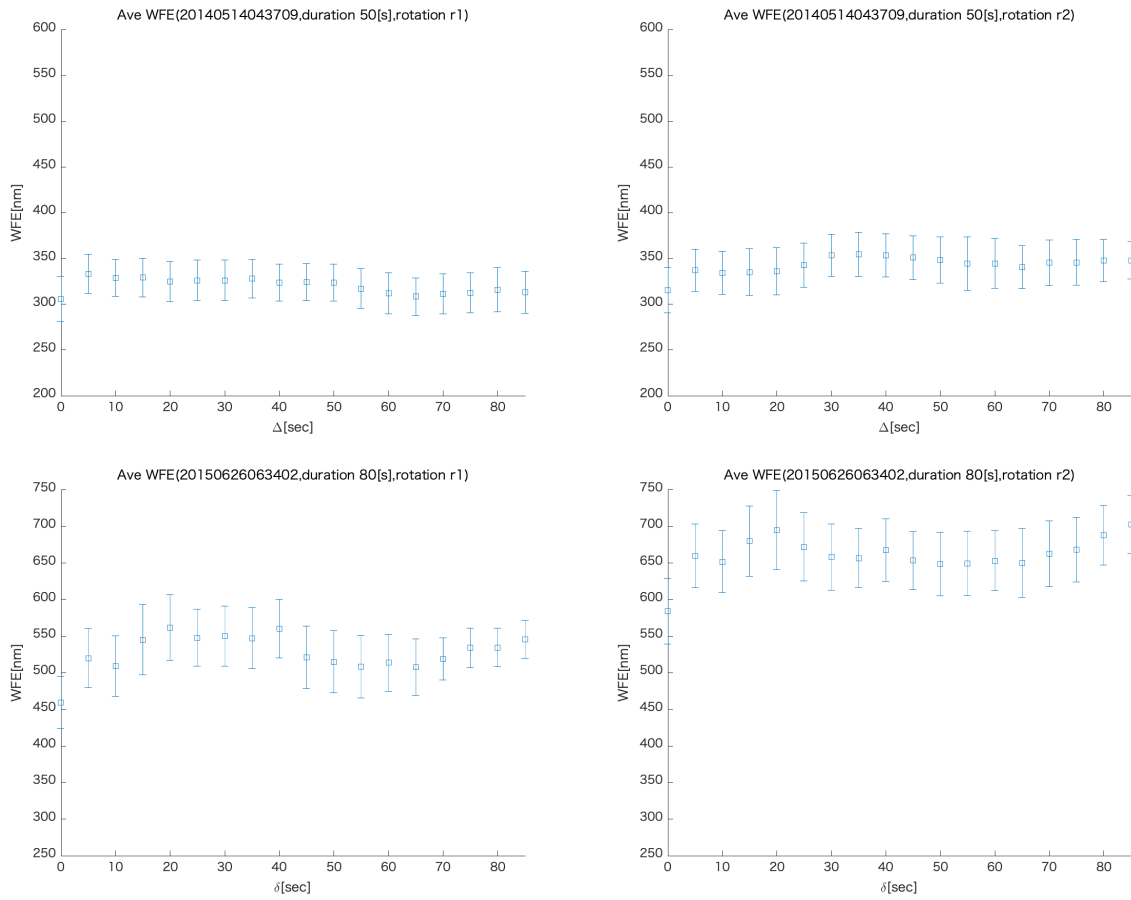 Ave WFE(20140514043709,duration 50[s],rotation r1)
600
550
500
450
400
350
300
250
200
WFE[nm]
0 10 20 30 40 50 60 70 80
Δ[sec]
Ave WFE(20140514043709,duration 50[s],rotation r2)
600
550
500
450
400
350
300
250
200
WFE[nm]
0 10 20 30 40 50 60 70 80
Δ[sec]
Ave WFE(20150626063402,duration 80[s],rotation r1)
750
700
650
600
550
500
450
400
350
300
250
WFE[nm]
0 10 20 30 40 50 60 70 80
δ[sec]
Ave WFE(20150626063402,duration 80[s],rotation r2)
750
700
650
600
550
500
450
400
350
300
250
WFE[nm]
0 10 20 30 40 50 60 70 80
δ[sec]